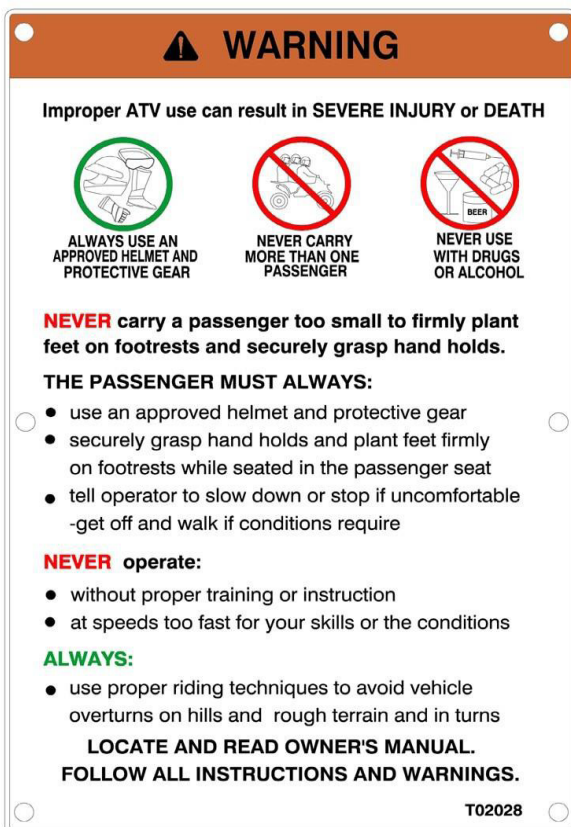 WARNING
Improper ATV use can result in SEVERE INJURY or DEATH
BEER
ALWAYS USE AN
APPROVED HELMET AND
PROTECTIVE GEAR
NEVER CARRY
MORE THAN ONE
PASSENGER
NEVER USE
WITH DRUGS
OR ALCOHOL
NEVER carry a passenger too small to firmly plant
feet on footrests and securely grasp hand holds.
THE PASSENGER MUST ALWAYS:
● use an approved helmet and protective gear
● securely grasp hand holds and plant feet firmly
on footrests while seated in the passenger seat
● tell operator to slow down or stop if uncomfortable
-get off and walk if conditions require
NEVER operate:
● without proper training or instruction
● at speeds too fast for your skills or the conditions
ALWAYS:
● use proper riding techniques to avoid vehicle
overturns on hills and rough terrain and in turns
LOCATE AND READ OWNER'S MANUAL.
FOLLOW ALL INSTRUCTIONS AND WARNINGS.
T02028